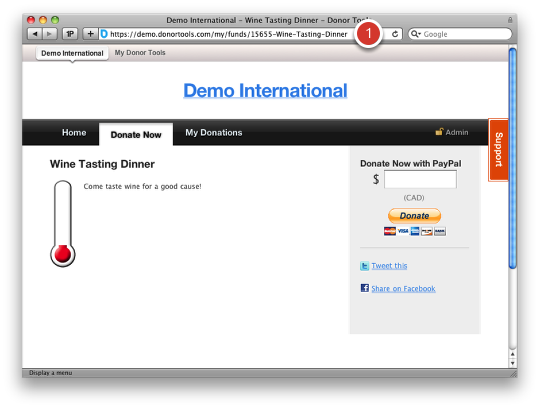 Demo International – Wine Tasting Dinner – Donor Tools
1P
+
https://demo.donortools.com/my/funds/15655-Wine-Tasting-Dinner
1
Google
Demo International
My Donor Tools
Demo International
Home
Donate Now
My Donations
Admin
Support
Wine Tasting Dinner
Come taste wine for a good cause!
Donate Now with PayPal
$
(CAD)
Donate
VISA
Tweet this
Share on Facebook
Display a menu